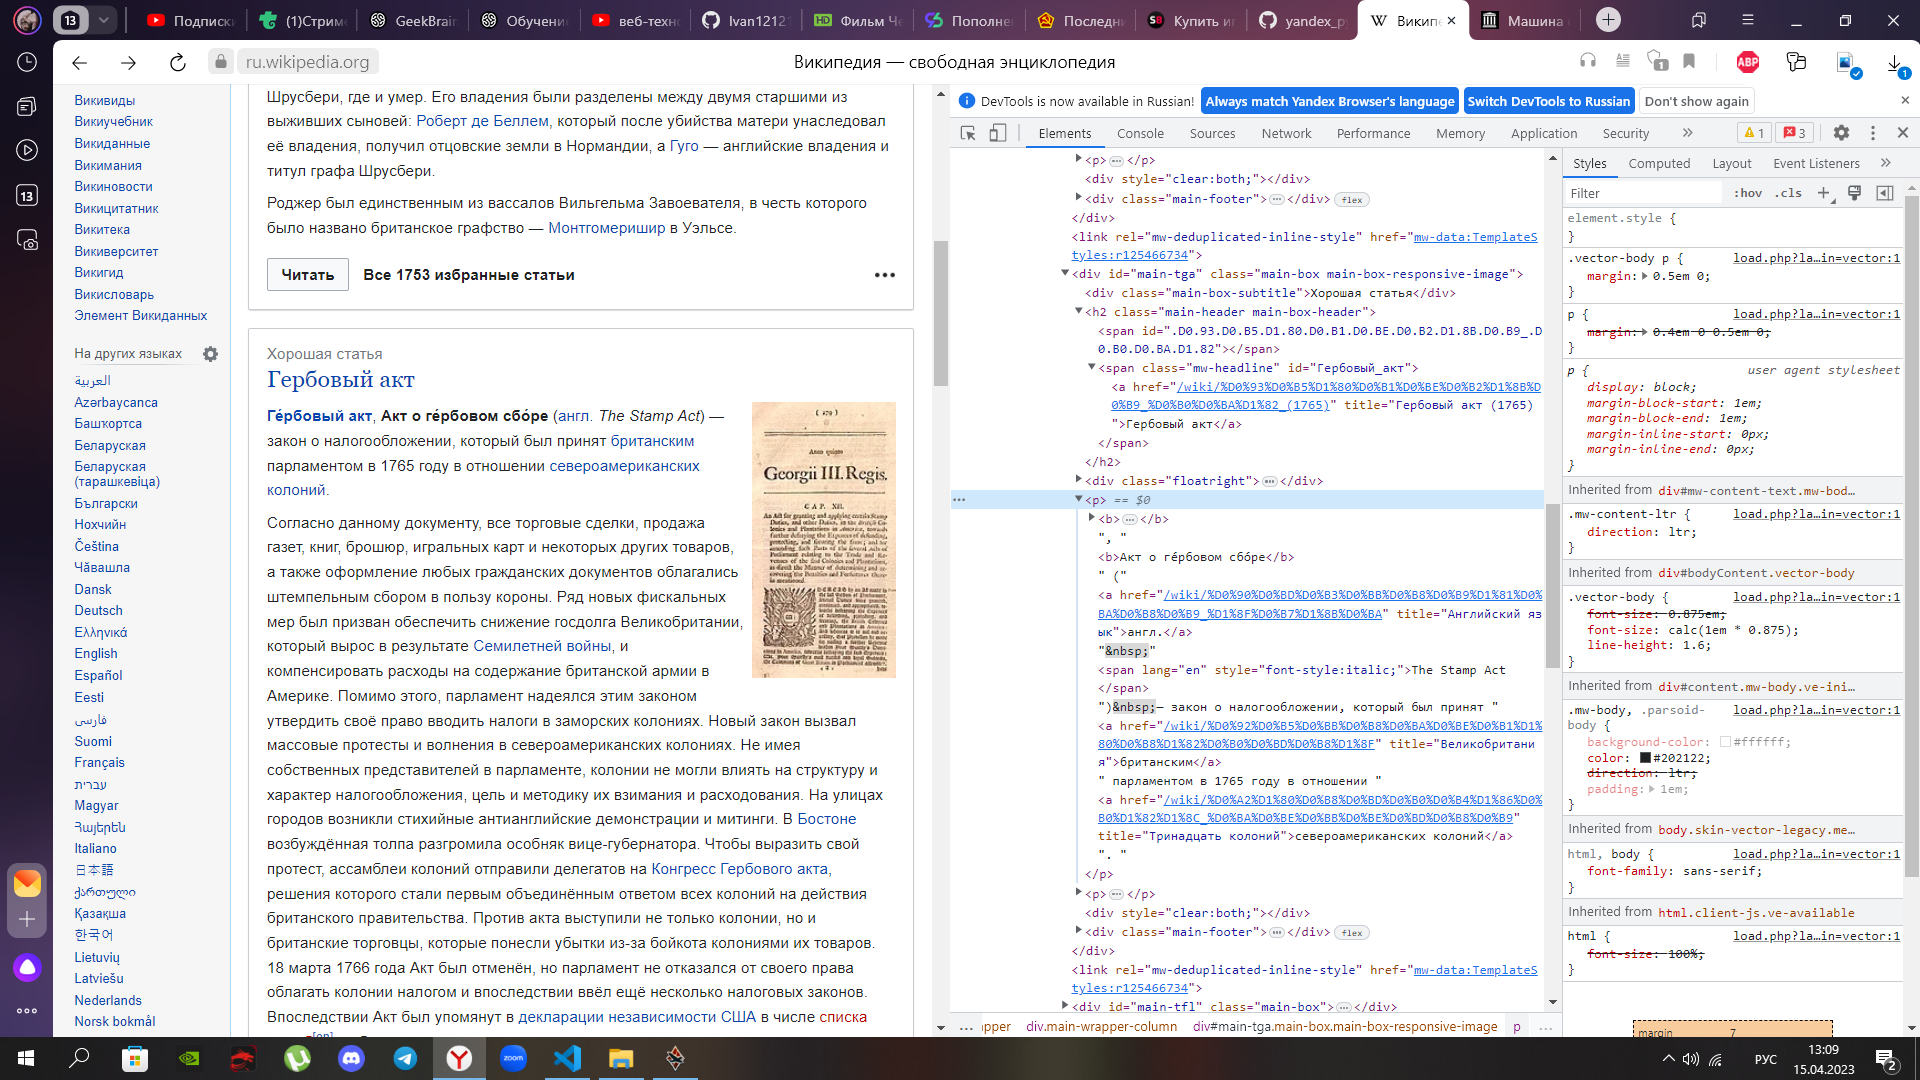 13
Подписки
(1)Стриме
GeekBrain
Обучение
веб-техно
Ivan12121
Фильм Че
Пополнен
Последни
Купить иг
yandex_pr
Википе
Машина с
ru.wikipedia.org
Википедия — свободная энциклопедия
1
ABP
1
13
Викивиды
Викиучебник
Викиданные
Викимания
Викиновости
Викицитатник
Викитека
Викиверситет
Викигид
Викисловарь
Элемент Викиданных
На других языках
العربية
Azərbaycanca
Башҡортса
Беларуская
Беларуская
(тарашкевіца)
Български
Нохчийн
Čeština
Чӑвашла
Dansk
Deutsch
Ελληνικά
English
Español
Eesti
فارسی
Suomi
Français
עברית
Magyar
Հայերեն
Italiano
日本語
ქართული
Қазақша
한국어
Lietuvių
Latviešu
Nederlands
Norsk bokmål
Шрусбери, где и умер. Его владения были разделены между двумя старшими из
выживших сыновей: Роберт де Беллем, который после убийства матери унаследовал
её владения, получил отцовские земли в Нормандии, а Гуго — английские владения и
титул графа Шрусбери.
Роджер был единственным из вассалов Вильгельма Завоевателя, в честь которого
было названо британское графство — Монтгомеришир в Уэльсе.
Читать
Все 1753 избранные статьи
Хорошая статья
Гербовый акт
Ге́рбовый акт, Акт о ге́рбовом сбо́ре (англ. The Stamp Act) —
закон о налогообложении, который был принят британским
парламентом в 1765 году в отношении североамериканских
колоний.
( 279 )
Anno quinto
Georgii III. Regis.
CAP. XII.
Согласно данному документу, все торговые сделки, продажа
газет, книг, брошюр, игральных карт и некоторых других товаров,
а также оформление любых гражданских документов облагались
штемпельным сбором в пользу короны. Ряд новых фискальных
мер был призван обеспечить снижение госдолга Великобритании,
который вырос в результате Семилетней войны, и
компенсировать расходы на содержание британской армии в
Америке. Помимо этого, парламент надеялся этим законом
утвердить своё право вводить налоги в заморских колониях. Новый закон вызвал
массовые протесты и волнения в североамериканских колониях. Не имея
собственных представителей в парламенте, колонии не могли влиять на структуру и
характер налогообложения, цель и методику их взимания и расходования. На улицах
городов возникли стихийные антианглийские демонстрации и митинги. В Бостоне
возбуждённая толпа разгромила особняк вице-губернатора. Чтобы выразить свой
протест, ассамблеи колоний отправили делегатов на Конгресс Гербового акта,
решения которого стали первым объединённым ответом всех колоний на действия
британского правительства. Против акта выступили не только колонии, но и
британские торговцы, которые понесли убытки из-за бойкота колониями их товаров.
18 марта 1766 года Акт был отменён, но парламент не отказался от своего права
облагать колонии налогом и впоследствии ввёл ещё несколько налоговых законов.
Впоследствии Акт был упомянут в декларации независимости США в числе списка
[en]
DevTools is now available in Russian!
Always match Yandex Browser's language
Switch DevTools to Russian
Don't show again
Elements
Console
Sources
Network
Performance
Memory
Application
Security
1
3
<p> … </p>
<div style="clear:both;"></div>
<div class="main-footer"> … </div> flex
</div>
<link rel="mw-deduplicated-inline-style" href="mw-data:TemplateS
tyles:r125466734">
<div id="main-tga" class="main-box main-box-responsive-image">
<div class="main-box-subtitle">Хорошая статья</div>
<h2 class="main-header main-box-header">
<span id=".D0.93.D0.B5.D1.80.D0.B1.D0.BE.D0.B2.D1.8B.D0.B9_.D
0.B0.D0.BA.D1.82"></span>
<span class="mw-headline" id="Гербовый_акт">
<a href="/wiki/%D0%93%D0%B5%D1%80%D0%B1%D0%BE%D0%B2%D1%8B%D
0%B9_%D0%B0%D0%BA%D1%82_(1765)" title="Гербовый акт (1765)
">Гербовый акт</a>
</span>
</h2>
<div class="floatright"> … </div>
<p> == $0
<b> … </b>
", "
<b>Акт о ге́рбовом сбо́ре</b>
" ("
<a href="/wiki/%D0%90%D0%BD%D0%B3%D0%BB%D0%B8%D0%B9%D1%81%D0%
BA%D0%B8%D0%B9_%D1%8F%D0%B7%D1%8B%D0%BA" title="Английский яз
ык">англ.</a>
"&nbsp;"
<span lang="en" style="font-style:italic;">The Stamp Act
</span>
")&nbsp;— закон о налогообложении, который был принят "
<a href="/wiki/%D0%92%D0%B5%D0%BB%D0%B8%D0%BA%D0%BE%D0%B1%D1%
80%D0%B8%D1%82%D0%B0%D0%BD%D0%B8%D1%8F" title="Великобритани
я">британским</a>
" парламентом в 1765 году в отношении "
<a href="/wiki/%D0%A2%D1%80%D0%B8%D0%BD%D0%B0%D0%B4%D1%86%D0%
B0%D1%82%D1%8C_%D0%BA%D0%BE%D0%BB%D0%BE%D0%BD%D0%B8%D0%B9"
title="Тринадцать колоний">североамериканских колоний</a>
". "
</p>
<p> … </p>
<div style="clear:both;"></div>
<div class="main-footer"> … </div> flex
</div>
<link rel="mw-deduplicated-inline-style" href="mw-data:TemplateS
tyles:r125466734">
<div id="main-tfl" class="main-box"> … </div>
… apper div.main-wrapper-column div#main-tga.main-box.main-box-responsive-image p …
Styles
Computed
Layout
Event Listeners
Filter
:hov .cls
element.style {
}
.vector-body p { load.php?la…in=vector:1
margin: 0.5em 0;
}
p { load.php?la…in=vector:1
margin: 0.4em 0 0.5em 0;
}
p { user agent stylesheet
display: block;
margin-block-start: 1em;
margin-block-end: 1em;
margin-inline-start: 0px;
margin-inline-end: 0px;
}
Inherited from div#mw-content-text.mw-bod…
.mw-content-ltr { load.php?la…in=vector:1
direction: ltr;
}
Inherited from div#bodyContent.vector-body
.vector-body { load.php?la…in=vector:1
font-size: 0.875em;
font-size: calc(1em * 0.875);
line-height: 1.6;
}
Inherited from div#content.mw-body.ve-ini…
.mw-body, .parsoid- load.php?la…in=vector:1
body {
background-color: #ffffff;
color: #202122;
direction: ltr;
padding: 1em;
}
Inherited from body.skin-vector-legacy.me…
html, body { load.php?la…in=vector:1
font-family: sans-serif;
}
Inherited from html.client-js.ve-available
html { load.php?la…in=vector:1
font-size: 100%;
}
margin 7
zoom
РУС
13:09
15.04.2023
2